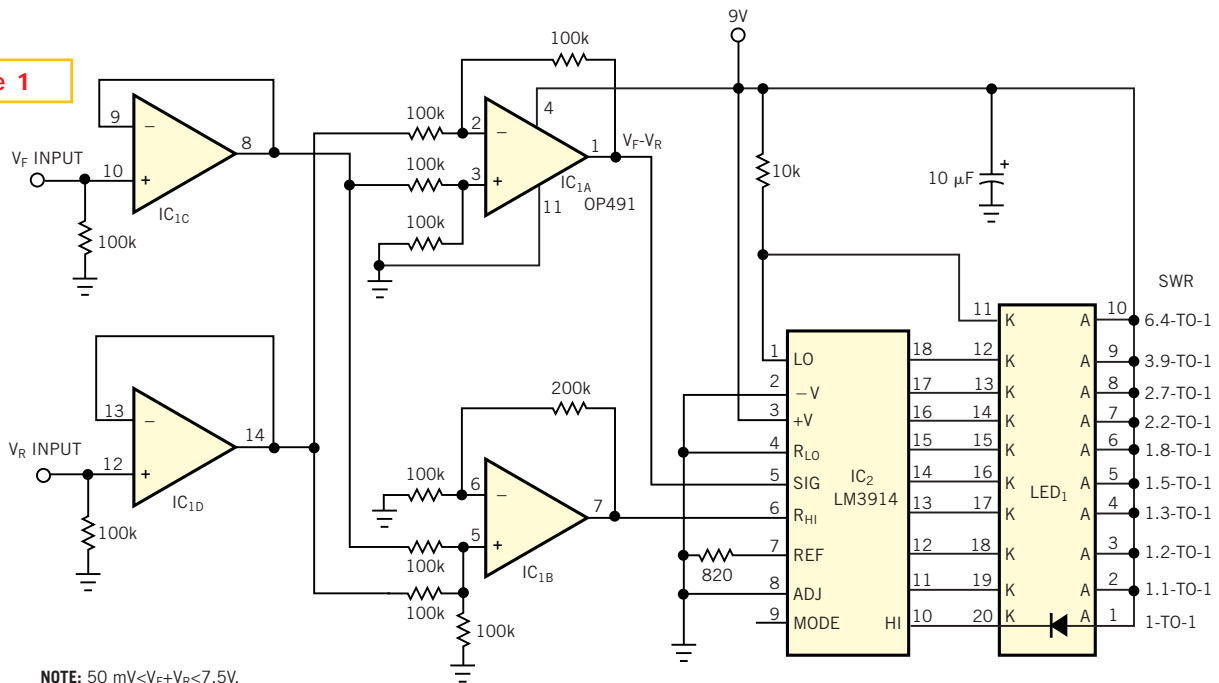 e 1
9V
100k
9
−
8
V_F INPUT
10
+
IC1C
100k
100k
2
−
4
100k
3
+
1
V_F-V_R
IC1A
OP491
11
100k
10k
10 µF
+
SWR
13
−
14
V_R INPUT
12
+
IC1D
100k
200k
100k
6
−
7
5
+
100k
IC1B
100k
100k
11 K A 10 6.4-TO-1
1 LO 18 12 K A 9 3.9-TO-1
2 −V 17 13 K A 8 2.7-TO-1
3 +V 16 14 K A 7 2.2-TO-1
4 RLO 15 15 K A 6 1.8-TO-1
5 SIG 14 16 K A 5 1.5-TO-1
IC2
LM3914
LED1
6 RHI 13 17 K A 4 1.3-TO-1
7 REF 12 18 K A 3 1.2-TO-1
820
8 ADJ 11 19 K A 2 1.1-TO-1
9 MODE HI 10 20 K A 1 1-TO-1
NOTE: 50 mV<V_F+V_R<7.5V.